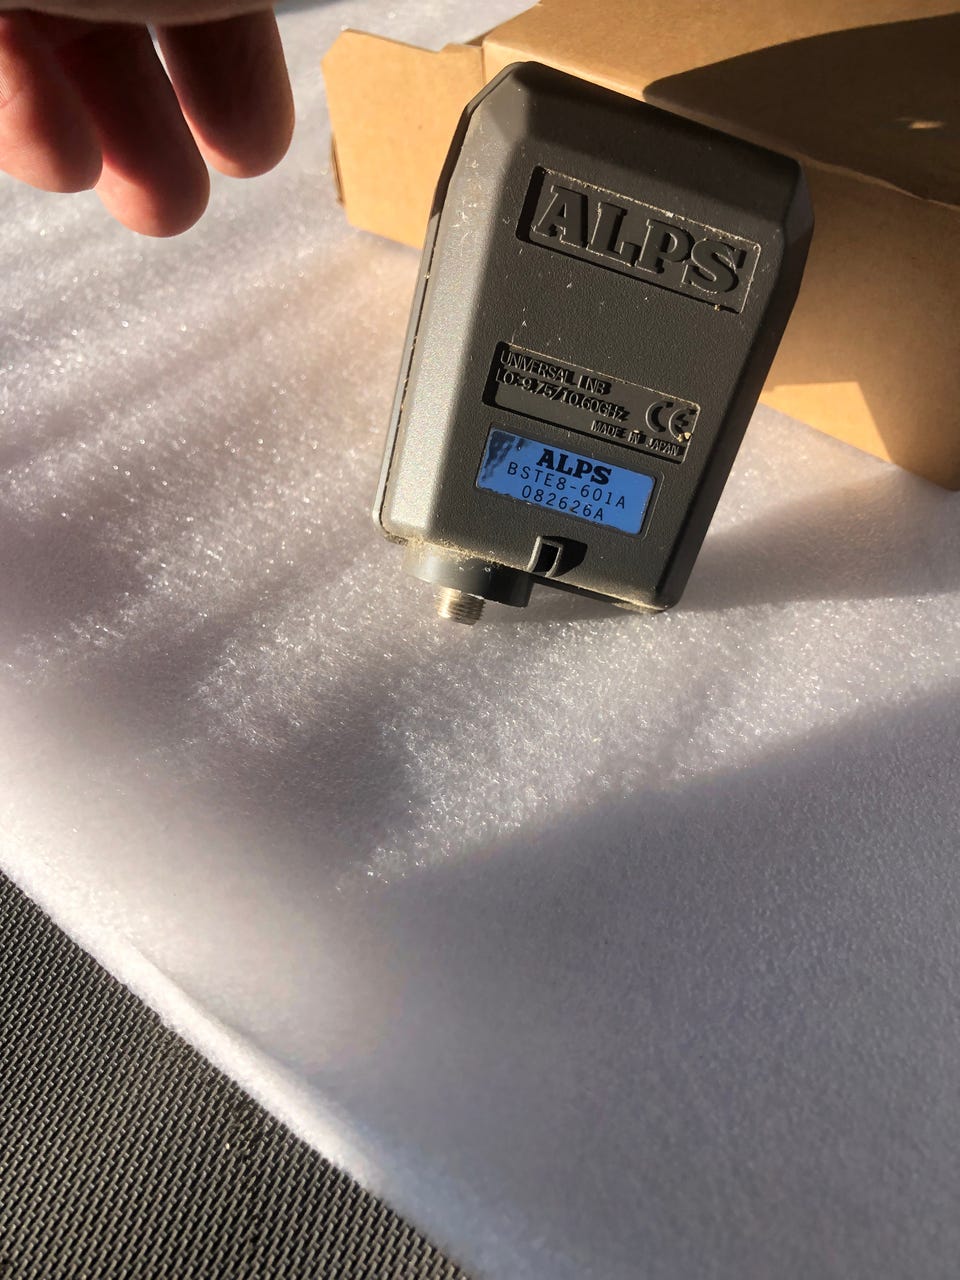 ALPS
UNIVERSAL LNB
LO=9.75/10.60GHz
CE
MADE IN JAPAN
ALPS
BSTE8-601A
082626A